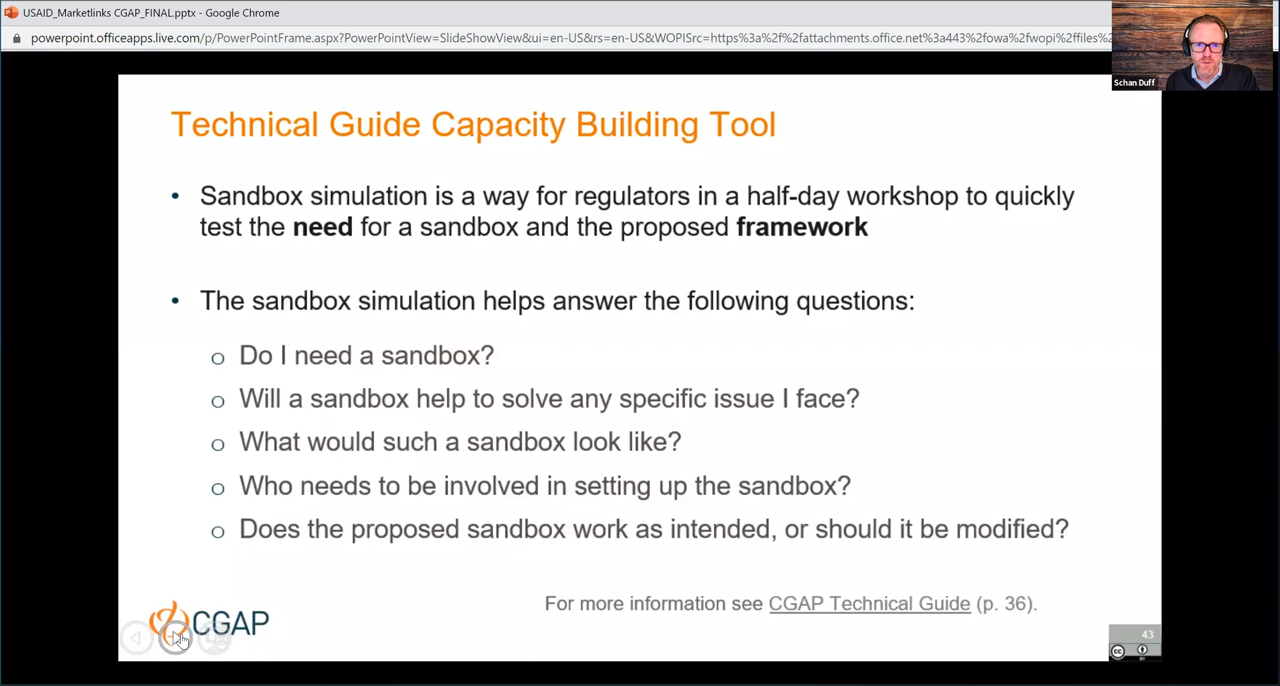 USAID_Marketlinks CGAP_FINAL.pptx - Google Chrome
powerpoint.officeapps.live.com/p/PowerPointFrame.aspx?PowerPointView=SlideShowView&ui=en-US&rs=en-US&WOPISrc=https%3a%2f%2fattachments.office.net%3a443%2fowa%2fwopi%2ffiles%2
Schan Duff
Technical Guide Capacity Building Tool
• Sandbox simulation is a way for regulators in a half-day workshop to quickly
test the need for a sandbox and the proposed framework
• The sandbox simulation helps answer the following questions:
o Do I need a sandbox?
o Will a sandbox help to solve any specific issue I face?
o What would such a sandbox look like?
o Who needs to be involved in setting up the sandbox?
o Does the proposed sandbox work as intended, or should it be modified?
For more information see CGAP Technical Guide (p. 36).
CGAP
43
cc
BY